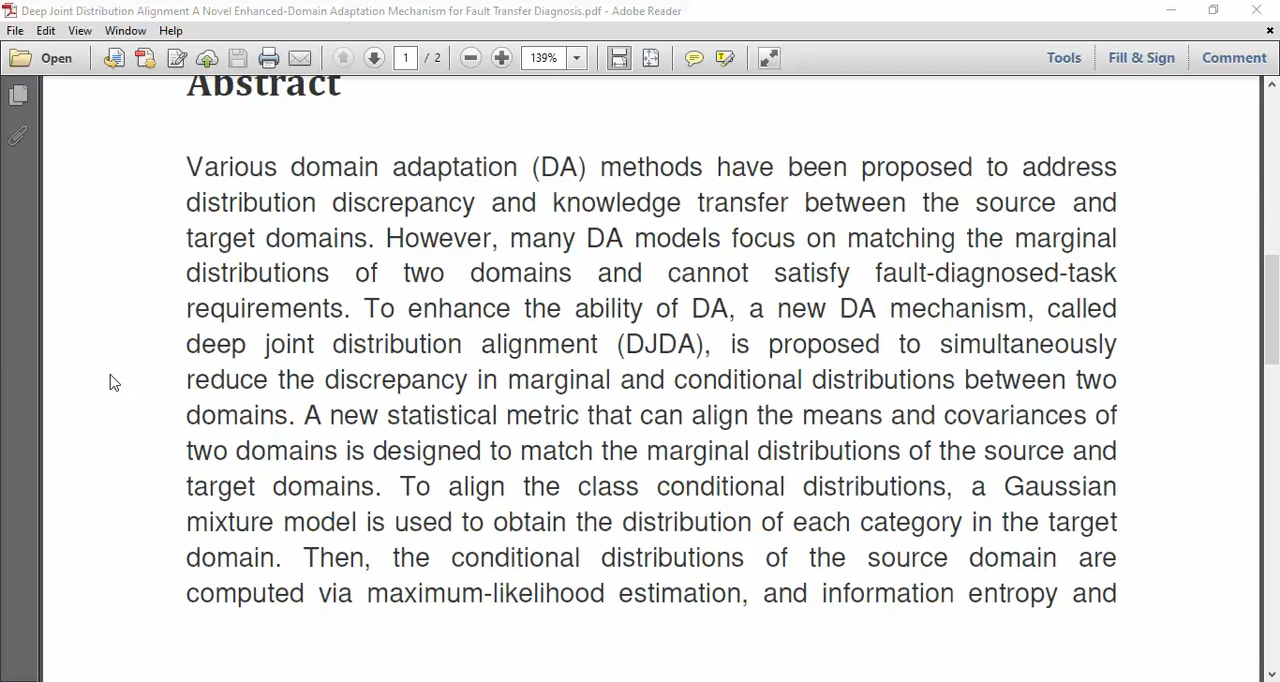 Deep Joint Distribution Alignment A Novel Enhanced-Domain Adaptation Mechanism for Fault Transfer Diagnosis.pdf - Adobe Reader
File Edit View Window Help
Open 1 / 2 139% Tools Fill & Sign Comment
Abstract
Various domain adaptation (DA) methods have been proposed to address
distribution discrepancy and knowledge transfer between the source and
target domains. However, many DA models focus on matching the marginal
distributions of two domains and cannot satisfy fault-diagnosed-task
requirements. To enhance the ability of DA, a new DA mechanism, called
deep joint distribution alignment (DJDA), is proposed to simultaneously
reduce the discrepancy in marginal and conditional distributions between two
domains. A new statistical metric that can align the means and covariances of
two domains is designed to match the marginal distributions of the source and
target domains. To align the class conditional distributions, a Gaussian
mixture model is used to obtain the distribution of each category in the target
domain. Then, the conditional distributions of the source domain are
computed via maximum-likelihood estimation, and information entropy and